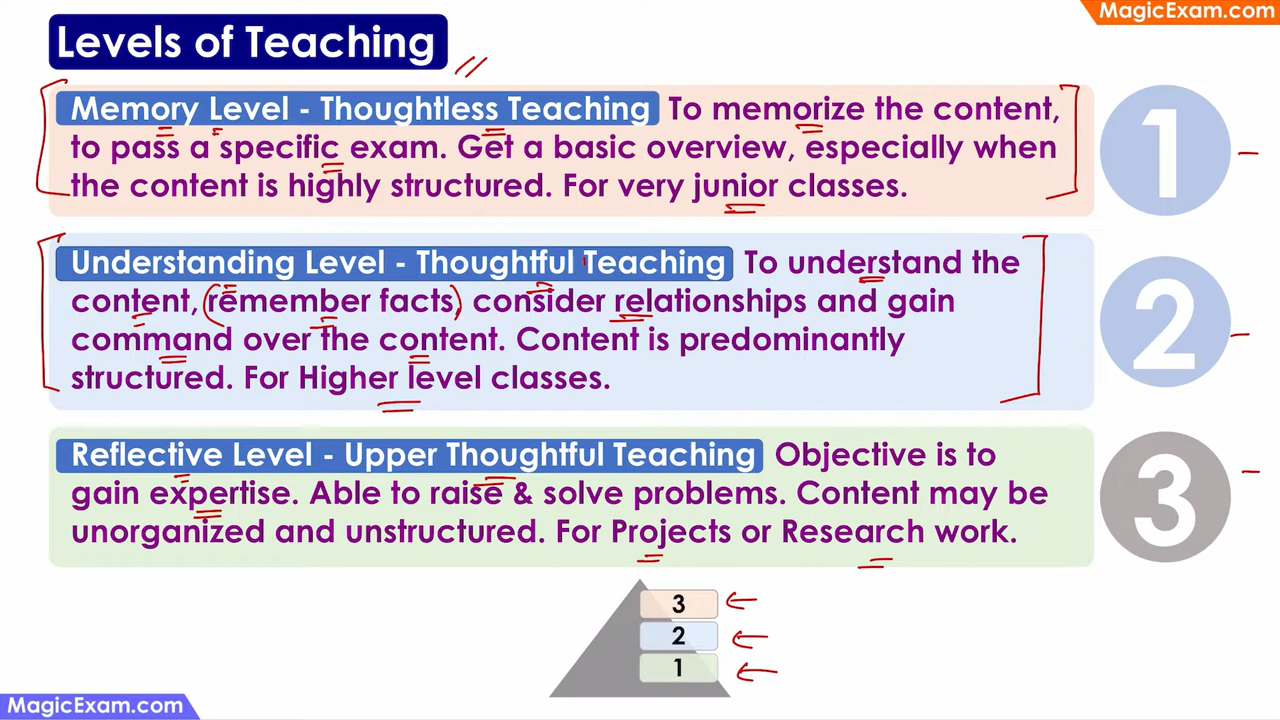 MagicExam.com
Levels of Teaching
Memory Level - Thoughtless Teaching To memorize the content,
to pass a specific exam. Get a basic overview, especially when
the content is highly structured. For very junior classes.
1
Understanding Level - Thoughtful Teaching To understand the
content, (remember facts) consider relationships and gain
command over the content. Content is predominantly
structured. For Higher level classes.
2
Reflective Level - Upper Thoughtful Teaching Objective is to
gain expertise. Able to raise & solve problems. Content may be
unorganized and unstructured. For Projects or Research work.
3
3
2
1
MagicExam.com